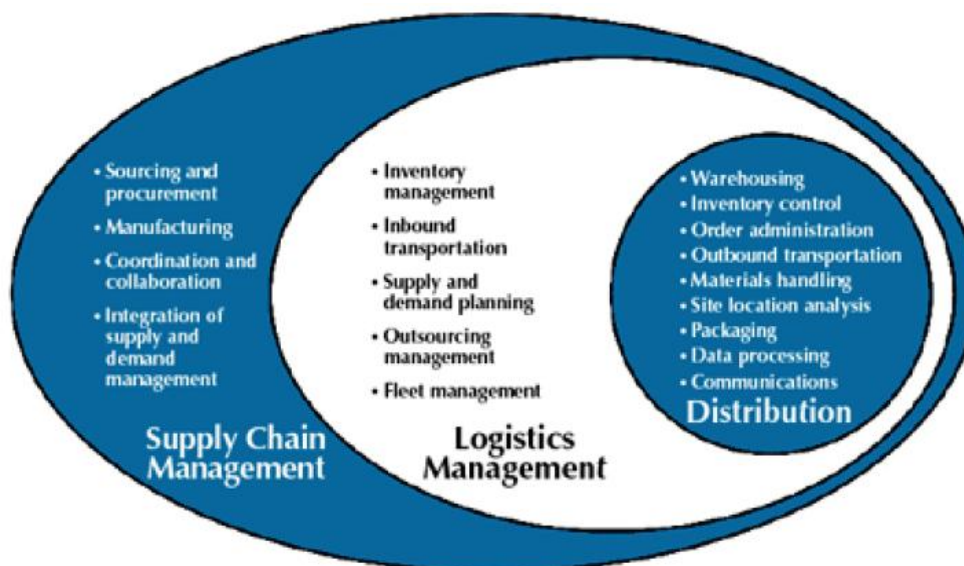 • Sourcing and
procurement
• Manufacturing
• Coordination and
collaboration
• Integration of
supply and
demand
management
Supply Chain
Management
• Inventory
management
• Inbound
transportation
• Supply and
demand planning
• Outsourcing
management
• Fleet management
Logistics
Management
• Warehousing
• Inventory control
• Order administration
• Outbound transportation
• Materials handling
• Site location analysis
• Packaging
• Data processing
• Communications
Distribution